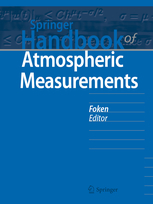 Springer
Handbook of
Atmospheric
Measurements
Foken
Editor
Springer